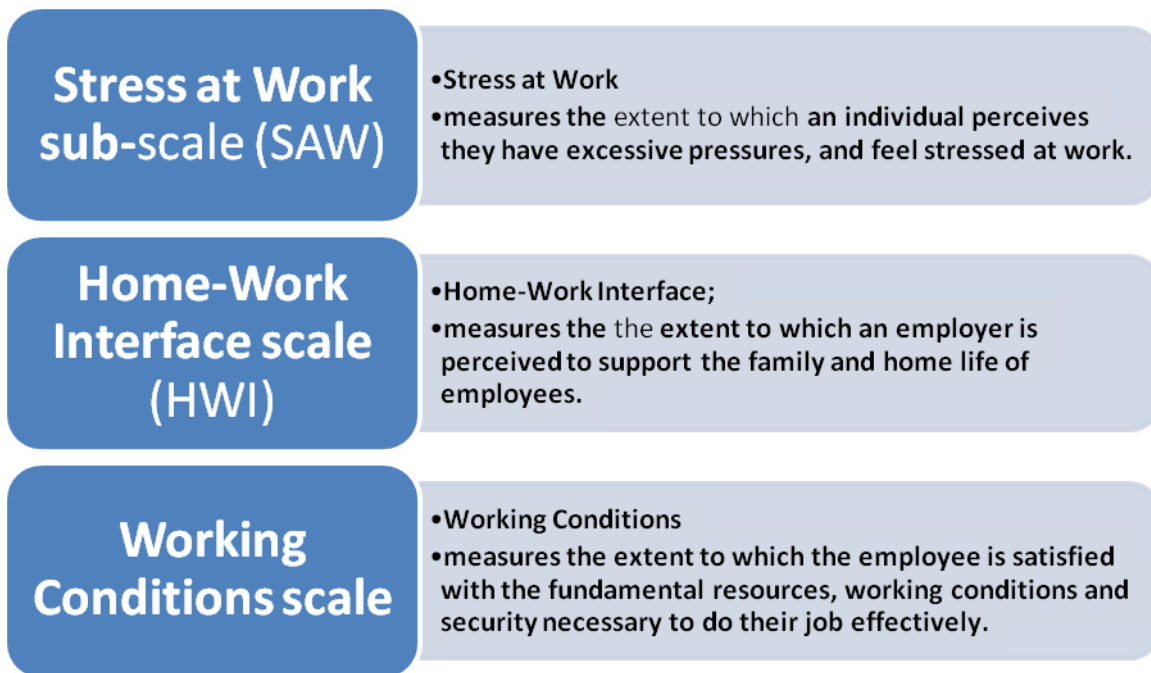 Stress at Work
sub-scale (SAW)
•Stress at Work
•measures the extent to which an individual perceives
they have excessive pressures, and feel stressed at work.
Home-Work
Interface scale
(HWI)
•Home-Work Interface;
•measures the the extent to which an employer is
perceived to support the family and home life of
employees.
Working
Conditions scale
•Working Conditions
•measures the extent to which the employee is satisfied
with the fundamental resources, working conditions and
security necessary to do their job effectively.